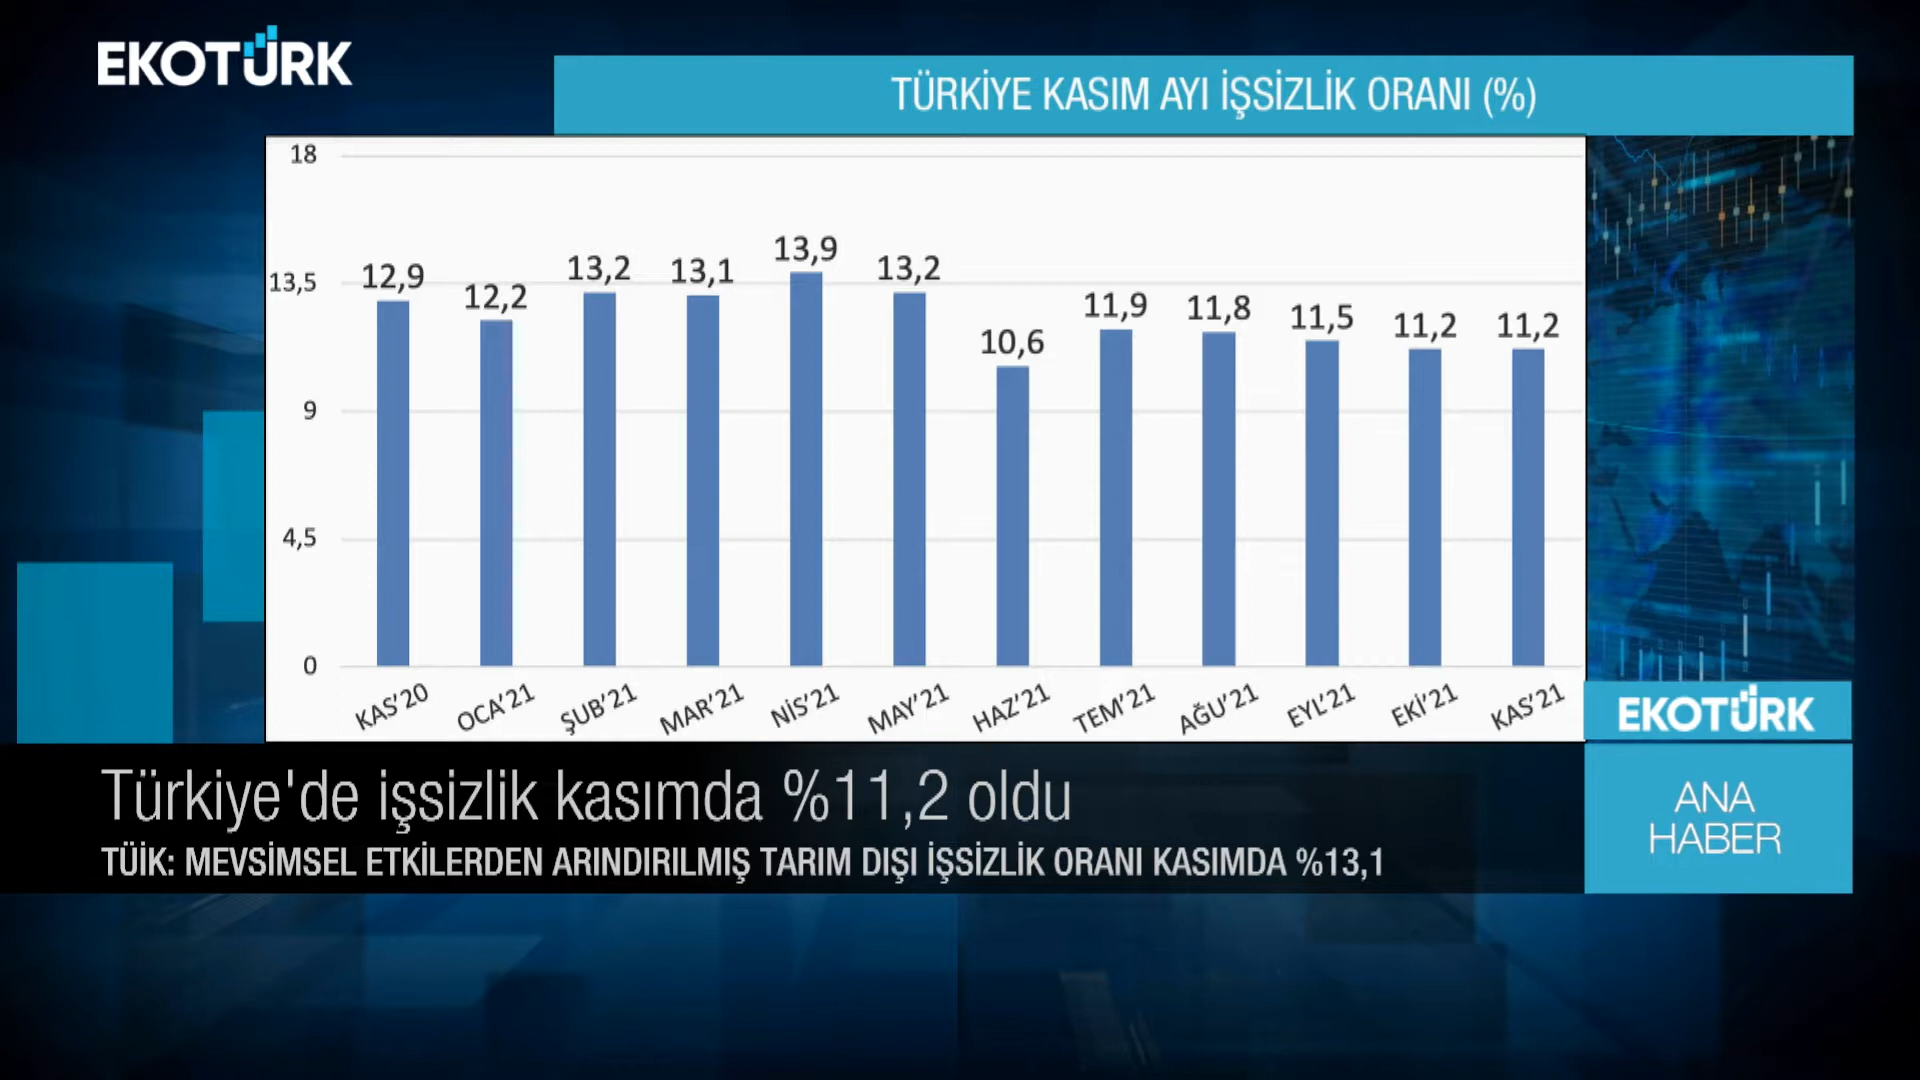 EKOTÜRK
TÜRKİYE KASIM AYI İŞSİZLİK ORANI (%)
18
13,5
9
4,5
0
12,9
12,2
13,2
13,1
13,9
13,2
10,6
11,9
11,8
11,5
11,2
11,2
KAS'20
OCA'21
ŞUB'21
MAR'21
NİS'21
MAY'21
HAZ'21
TEM'21
AĞU'21
EYL'21
EKİ'21
KAS'21
EKOTÜRK
Türkiye'de işsizlik kasımda %11,2 oldu
TÜİK: MEVSİMSEL ETKİLERDEN ARINDIRILMIŞ TARIM DIŞI İŞSİZLİK ORANI KASIMDA %13,1
ANA
HABER